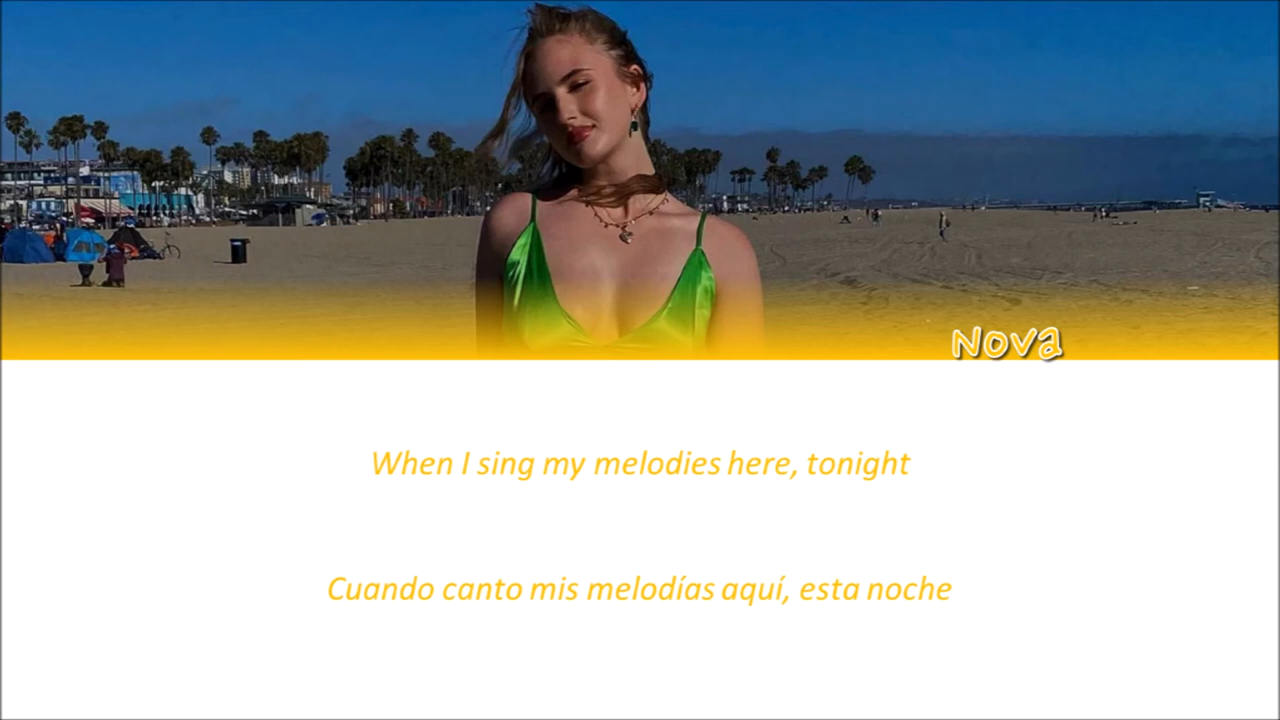 Nova
When I sing my melodies here, tonight
Cuando canto mis melodías aquí, esta noche